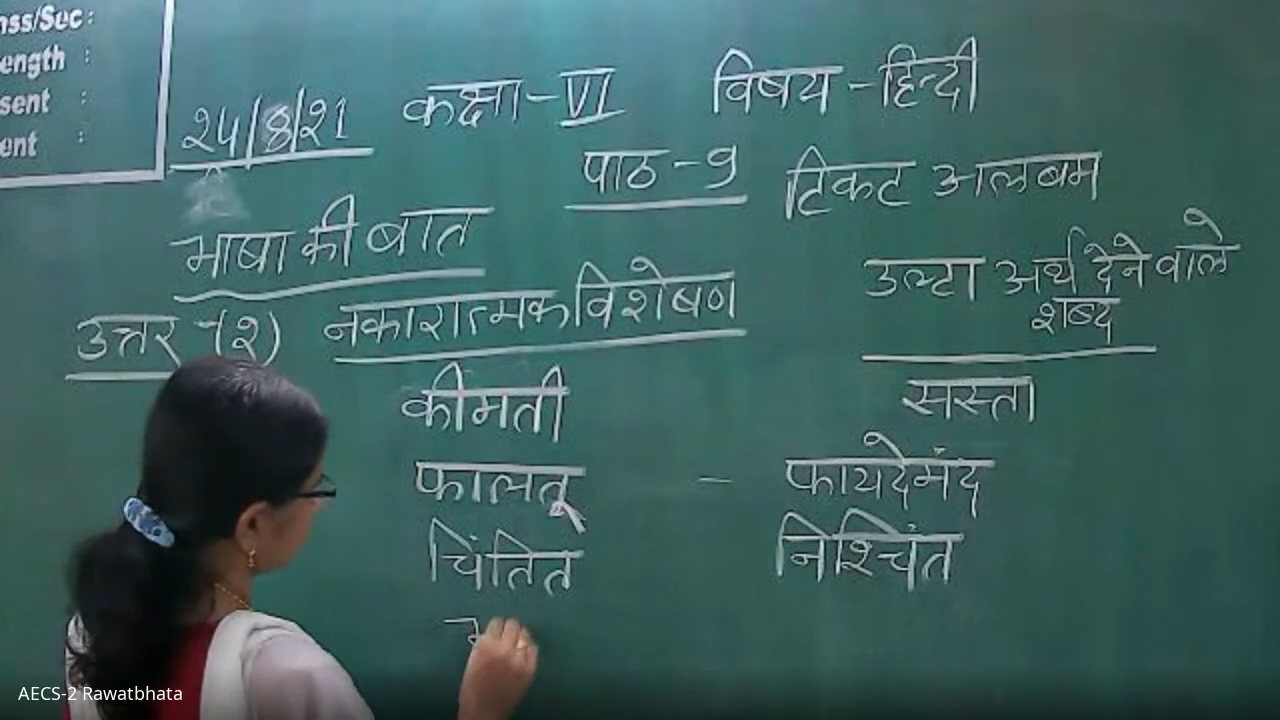 ass/Sec :
ength :
sent :
ent :
२५/8/२१ कक्षा-VI विषय-हिन्दी
पाठ-9 टिकट अलबम
भाषा की बात
उल्टा अर्थ देने वाले
शब्द
उत्तर-(२) नकारात्मक विशेषण
कीमती सस्ता
फालतू - फायदेमंद
चिंतित निश्चिंत
AECS-2 Rawatbhata